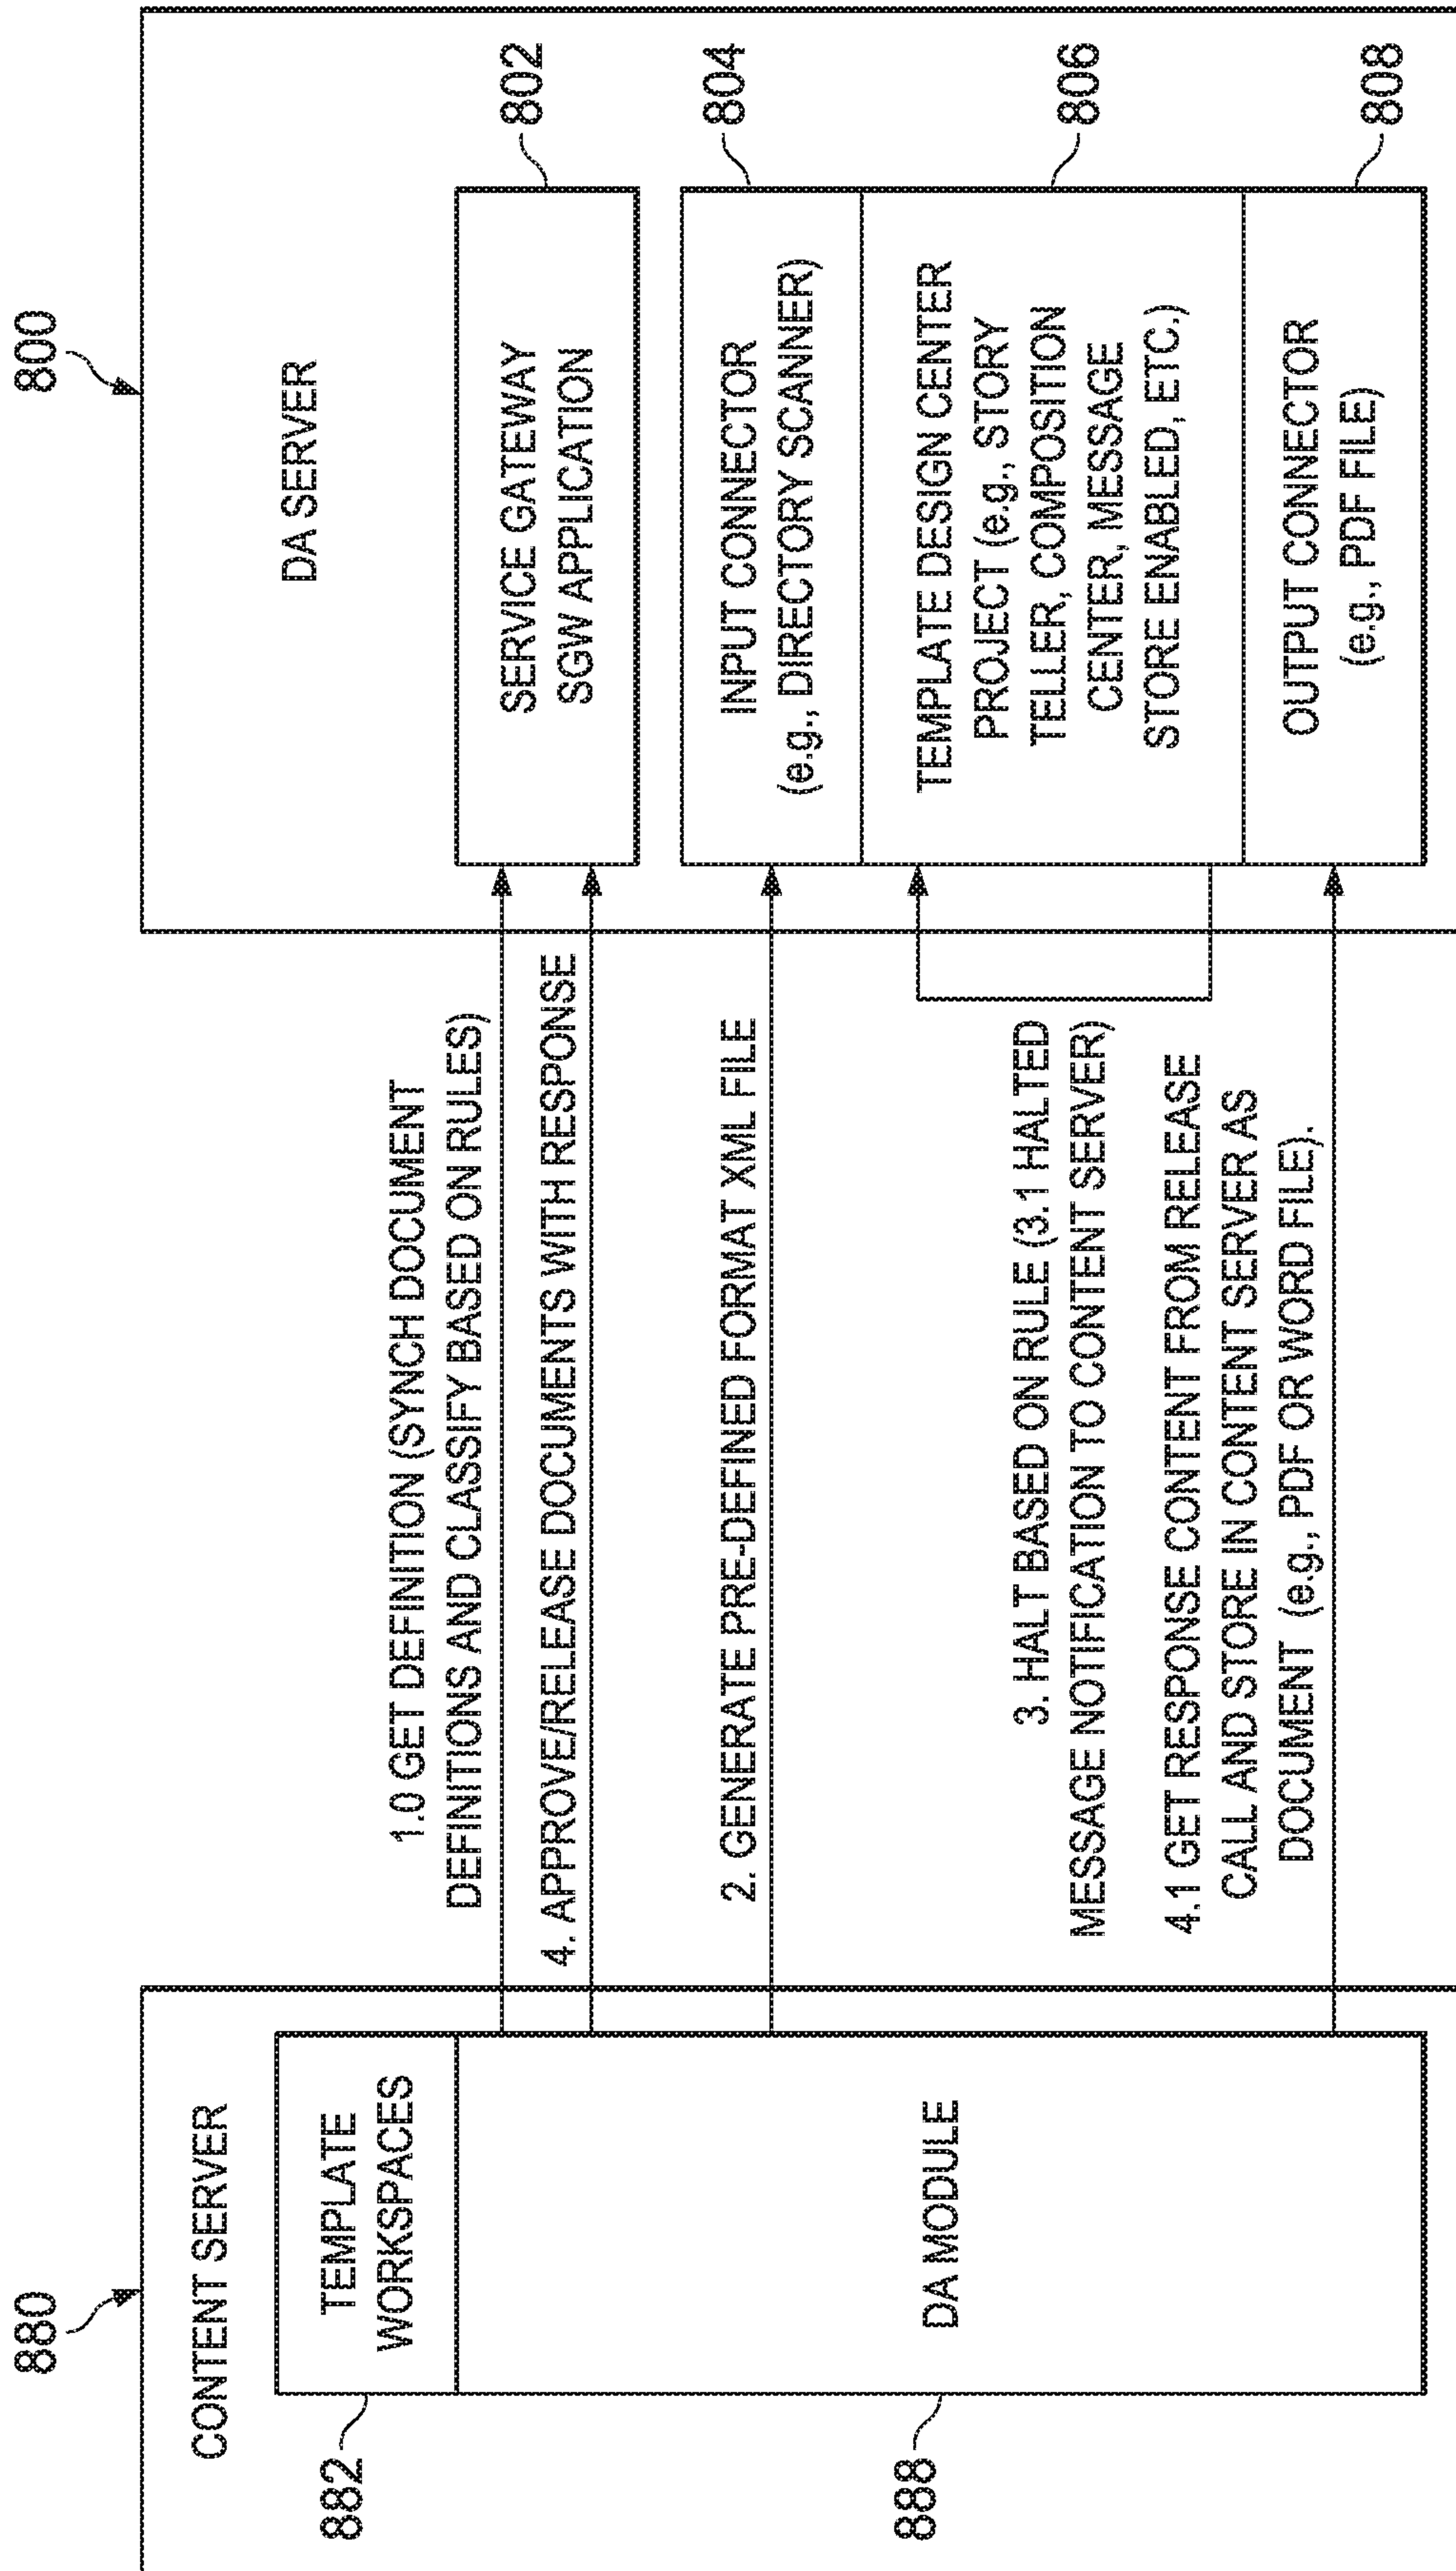 880
800
CONTENT SERVER
882
TEMPLATE
WORKSPACES
888
DA MODULE
1.0 GET DEFINITION (SYNCH DOCUMENT
DEFINITIONS AND CLASSIFY BASED ON RULES)
4. APPROVE/RELEASE DOCUMENTS WITH RESPONSE
2. GENERATE PRE-DEFINED FORMAT XML FILE
3. HALT BASED ON RULE (3.1 HALTED
MESSAGE NOTIFICATION TO CONTENT SERVER)
4.1 GET RESPONSE CONTENT FROM RELEASE
CALL AND STORE IN CONTENT SERVER AS
DOCUMENT (e.g., PDF OR WORD FILE).
DA SERVER
SERVICE GATEWAY
SGW APPLICATION
802
INPUT CONNECTOR
(e.g., DIRECTORY SCANNER)
804
TEMPLATE DESIGN CENTER
PROJECT (e.g., STORY
TELLER, COMPOSITION
CENTER, MESSAGE
STORE ENABLED, ETC.)
806
OUTPUT CONNECTOR
(e.g., PDF FILE)
808